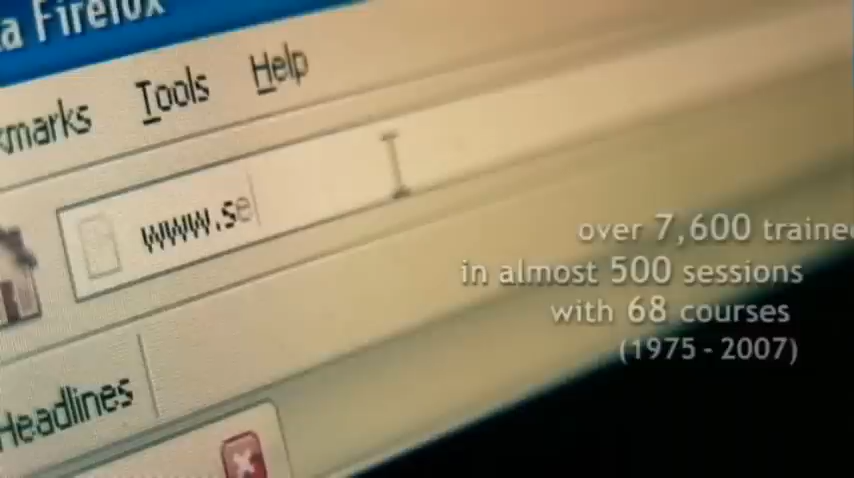 a Firefox
kmarks Tools Help
www.se
Headlines
over 7,600 traine
in almost 500 sessions
with 68 courses
(1975 - 2007)